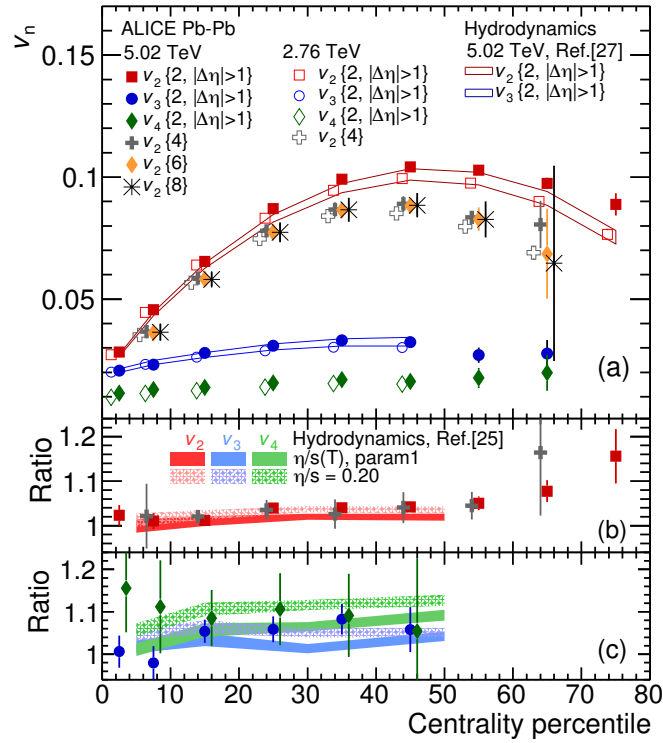 v_n
ALICE Pb-Pb
5.02 TeV
v_2{2, |Δη|>1}
v_3{2, |Δη|>1}
v_4{2, |Δη|>1}
v_2{4}
v_2{6}
v_2{8}
2.76 TeV
v_2{2, |Δη|>1}
v_3{2, |Δη|>1}
v_4{2, |Δη|>1}
v_2{4}
Hydrodynamics
5.02 TeV, Ref.[27]
v_2{2, |Δη|>1}
v_3{2, |Δη|>1}
0.15
0.1
0.05
(a)
Ratio
1.2
1.1
1
v_2 v_3 v_4 Hydrodynamics, Ref.[25]
η/s(T), param1
η/s = 0.20
(b)
Ratio
1.2
1.1
1
(c)
0 10 20 30 40 50 60 70 80
Centrality percentile